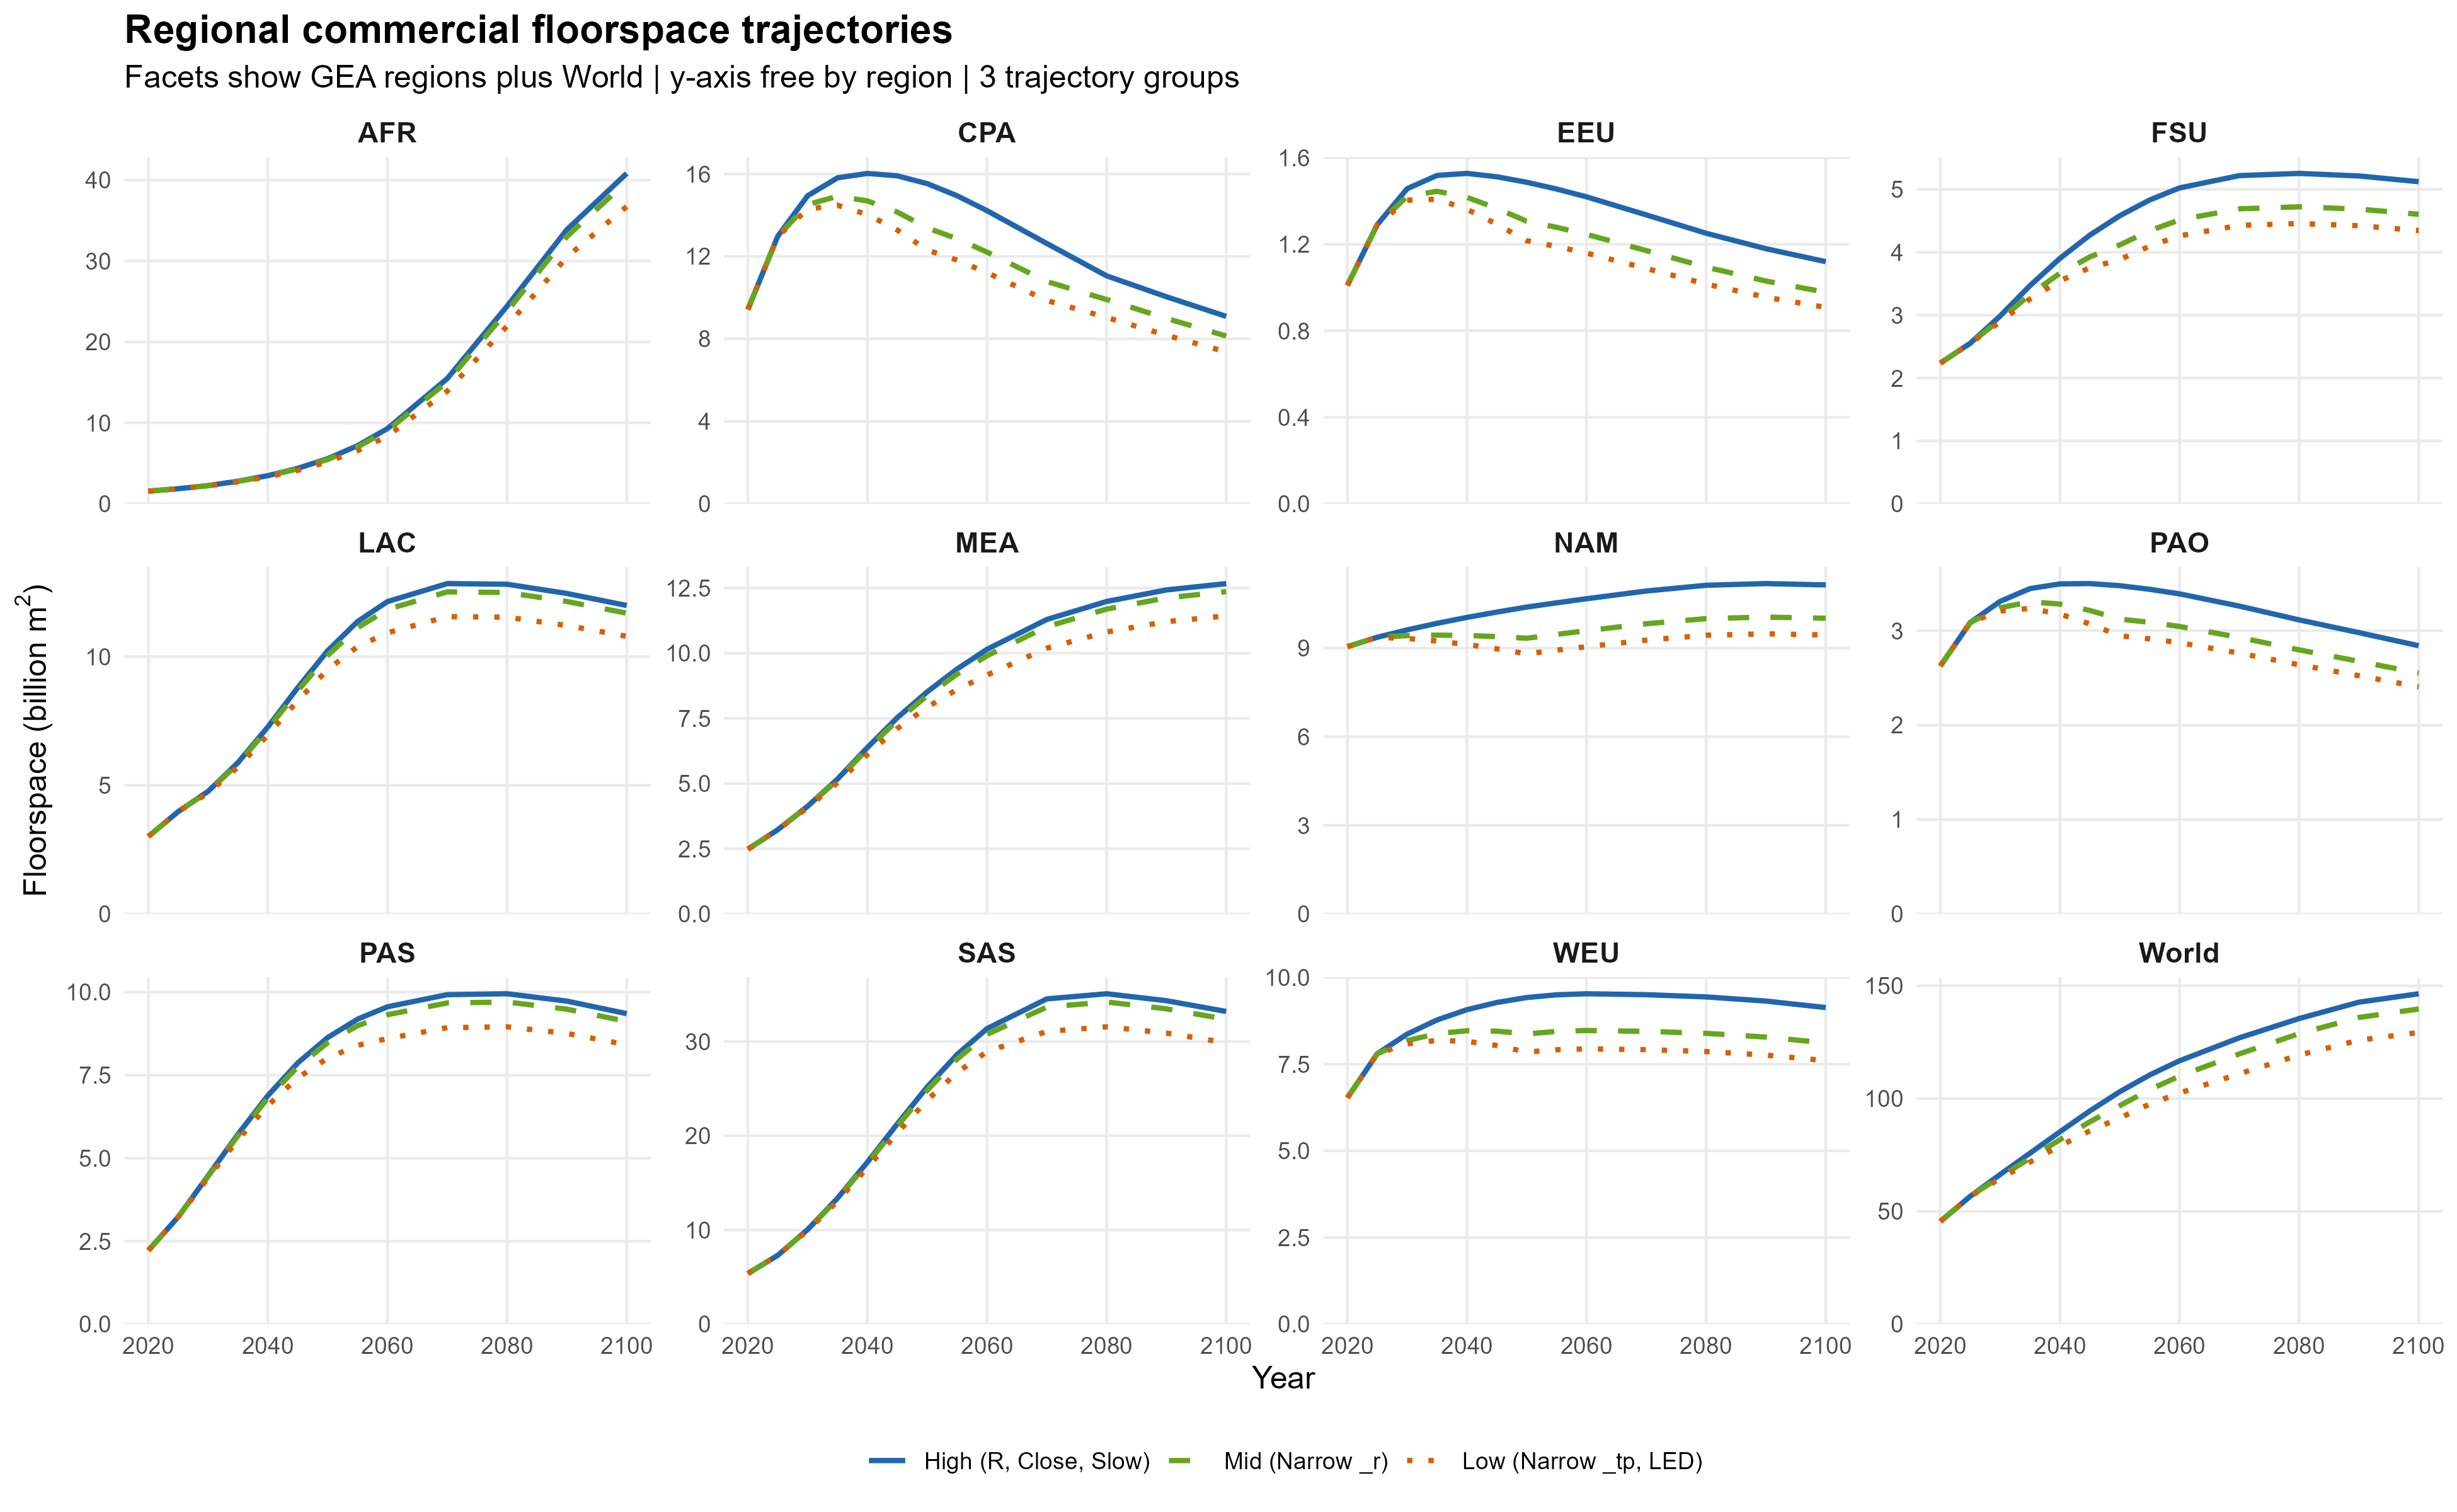 Regional commercial floorspace trajectories
Facets show GEA regions plus World | y-axis free by region | 3 trajectory groups
AFR
CPA
EEU
FSU
40
30
20
10
0
16
12
8
4
0
1.6
1.2
0.8
0.4
0.0
5
4
3
2
1
0
Floorspace (billion m²)
LAC
MEA
NAM
PAO
10
5
0
12.5
10.0
7.5
5.0
2.5
0.0
9
6
3
0
3
2
1
0
PAS
SAS
WEU
World
10.0
7.5
5.0
2.5
0.0
30
20
10
0
10.0
7.5
5.0
2.5
0.0
150
100
50
0
2020 2040 2060 2080 2100
2020 2040 2060 2080 2100
2020 2040 2060 2080 2100
2020 2040 2060 2080 2100
Year
High (R, Close, Slow) Mid (Narrow _r) Low (Narrow _tp, LED)